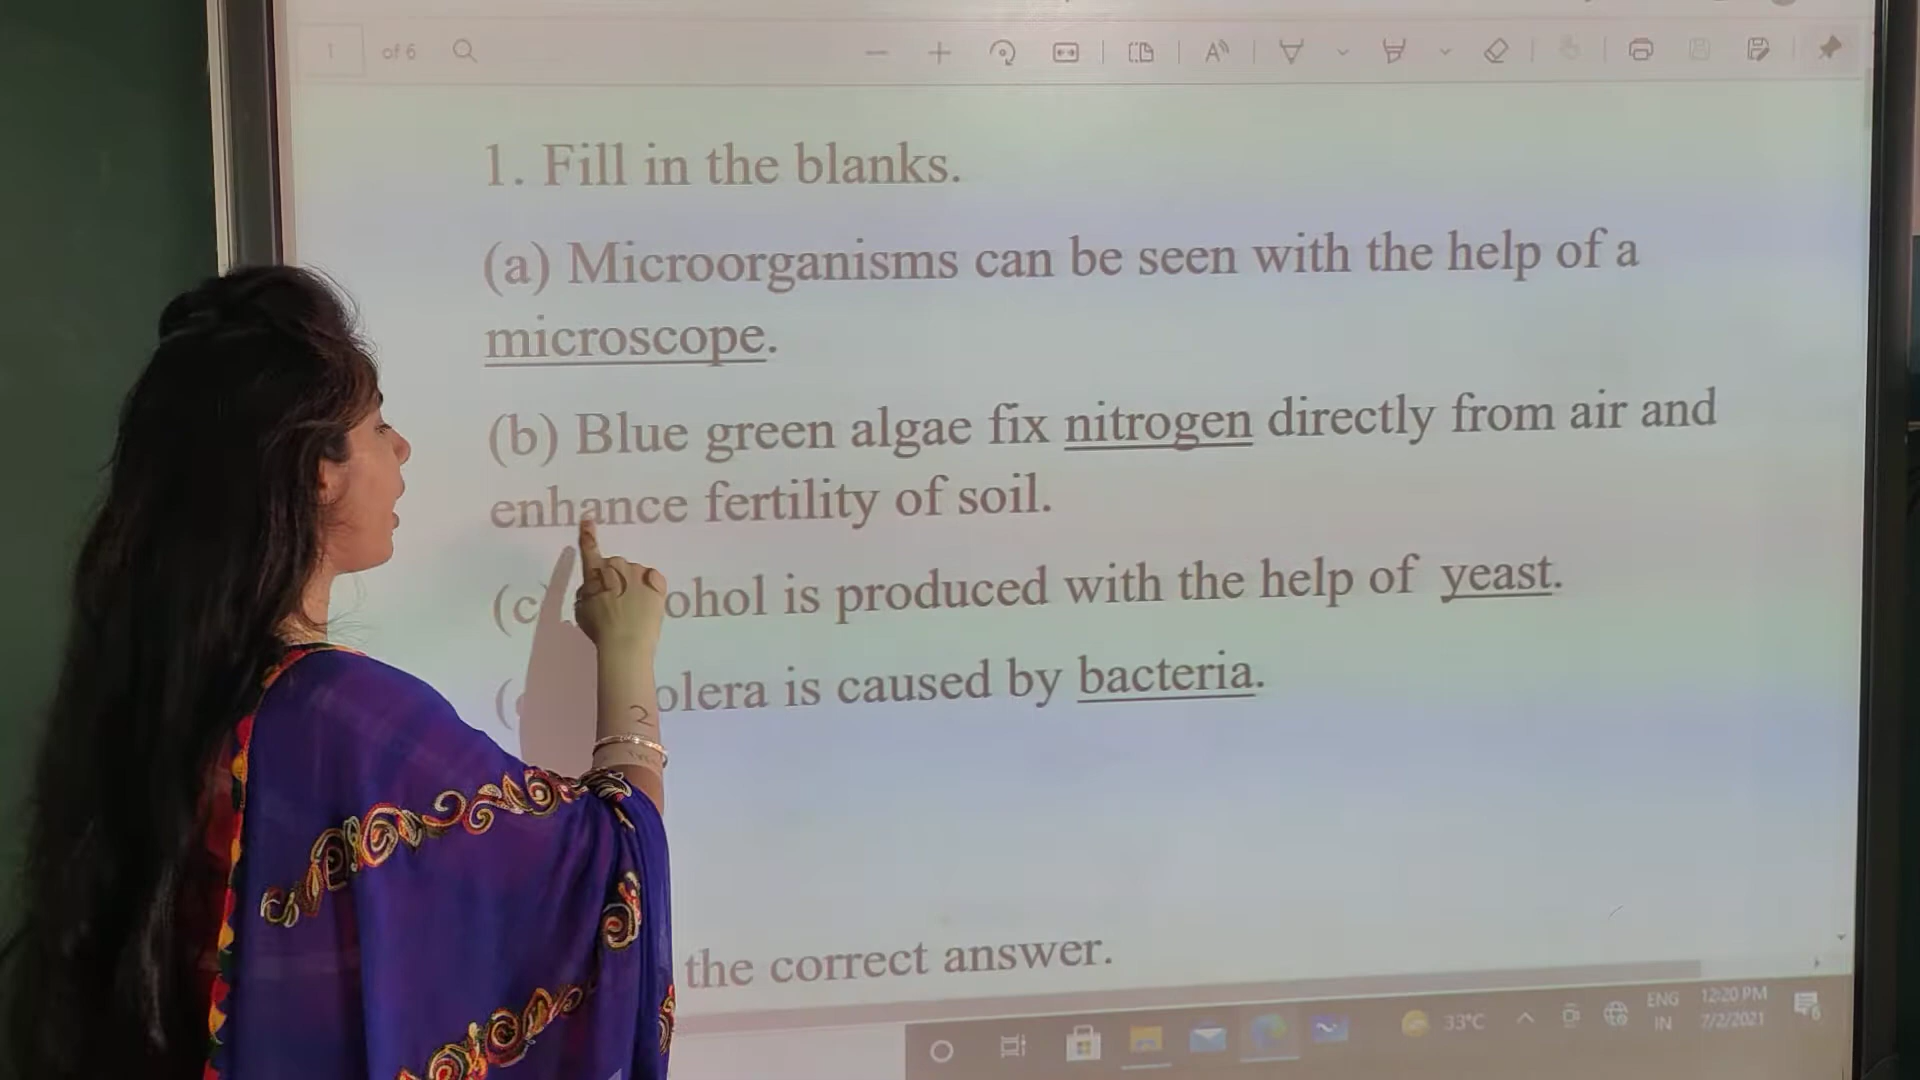 1 of 6
1. Fill in the blanks.
(a) Microorganisms can be seen with the help of a
microscope.
(b) Blue green algae fix nitrogen directly from air and
enhance fertility of soil.
(c) ohol is produced with the help of yeast.
( olera is caused by bacteria.
the correct answer.
33°C ENG 12:20 PM
IN 7/2/2021